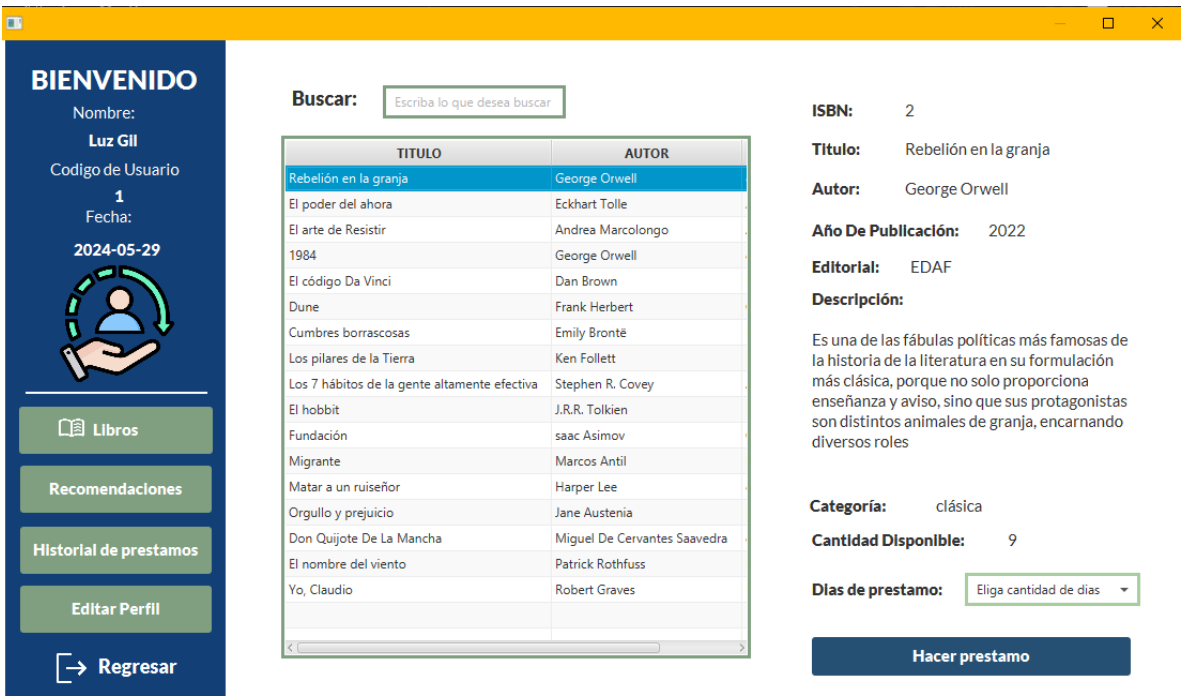 BIENVENIDO
Nombre:
Luz Gil
Codigo de Usuario
1
Fecha:
2024-05-29
Libros
Recomendaciones
Historial de prestamos
Editar Perfil
Regresar
Buscar: Escriba lo que desea buscar
TITULO AUTOR
Rebelión en la granja George Orwell
El poder del ahora Eckhart Tolle
El arte de Resistir Andrea Marcolongo
1984 George Orwell
El código Da Vinci Dan Brown
Dune Frank Herbert
Cumbres borrascosas Emily Brontë
Los pilares de la Tierra Ken Follett
Los 7 hábitos de la gente altamente efectiva Stephen R. Covey
El hobbit J.R.R. Tolkien
Fundación saac Asimov
Migrante Marcos Antil
Matar a un ruiseñor Harper Lee
Orgullo y prejuicio Jane Austenia
Don Quijote De La Mancha Miguel De Cervantes Saavedra
El nombre del viento Patrick Rothfuss
Yo, Claudio Robert Graves
ISBN: 2
Titulo: Rebelión en la granja
Autor: George Orwell
Año De Publicación: 2022
Editorial: EDAF
Descripción:
Es una de las fábulas políticas más famosas de
la historia de la literatura en su formulación
más clásica, porque no solo proporciona
enseñanza y aviso, sino que sus protagonistas
son distintos animales de granja, encarnando
diversos roles
Categoría: clásica
Cantidad Disponible: 9
Dias de prestamo: Eliga cantidad de dias
Hacer prestamo